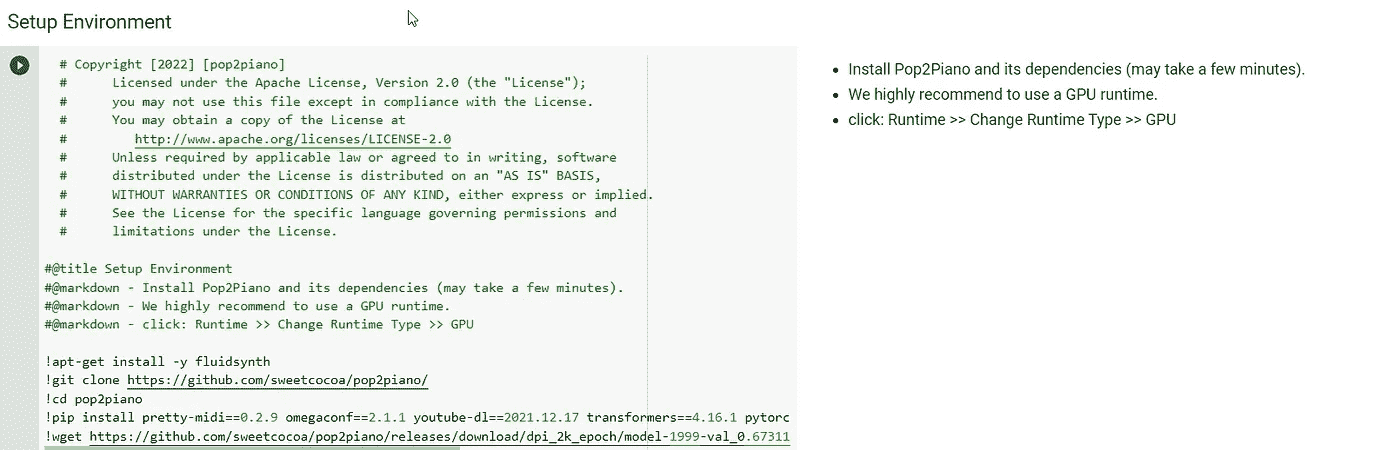 Setup Environment
# Copyright [2022] [pop2piano]
#      Licensed under the Apache License, Version 2.0 (the "License");
#      you may not use this file except in compliance with the License.
#      You may obtain a copy of the License at
#         http://www.apache.org/licenses/LICENSE-2.0
#      Unless required by applicable law or agreed to in writing, software
#      distributed under the License is distributed on an "AS IS" BASIS,
#      WITHOUT WARRANTIES OR CONDITIONS OF ANY KIND, either express or implied.
#      See the License for the specific language governing permissions and
#      limitations under the License.
#@title Setup Environment
#@markdown - Install Pop2Piano and its dependencies (may take a few minutes).
#@markdown - We highly recommend to use a GPU runtime.
#@markdown - click: Runtime >> Change Runtime Type >> GPU
!apt-get install -y fluidsynth
!git clone https://github.com/sweetcocoa/pop2piano/
!cd pop2piano
!pip install pretty-midi==0.2.9 omegaconf==2.1.1 youtube-dl==2021.12.17 transformers==4.16.1 pytorc
!wget https://github.com/sweetcocoa/pop2piano/releases/download/dpi_2k_epoch/model-1999-val_0.67311
• Install Pop2Piano and its dependencies (may take a few minutes).
• We highly recommend to use a GPU runtime.
• click: Runtime >> Change Runtime Type >> GPU